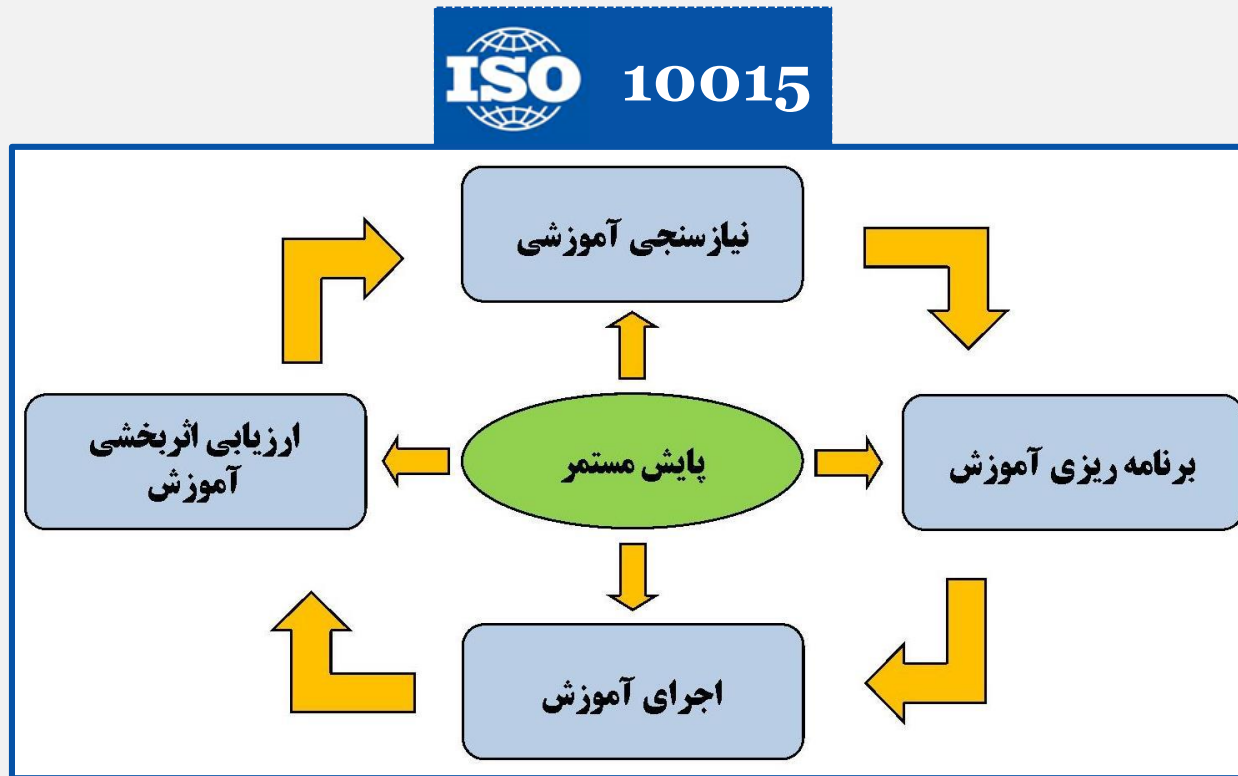 ISO 10015
نیازسنجی آموزشی
برنامه ریزی آموزش
پایش مستمر
ارزیابی اثربخشی
آموزش
اجرای آموزش